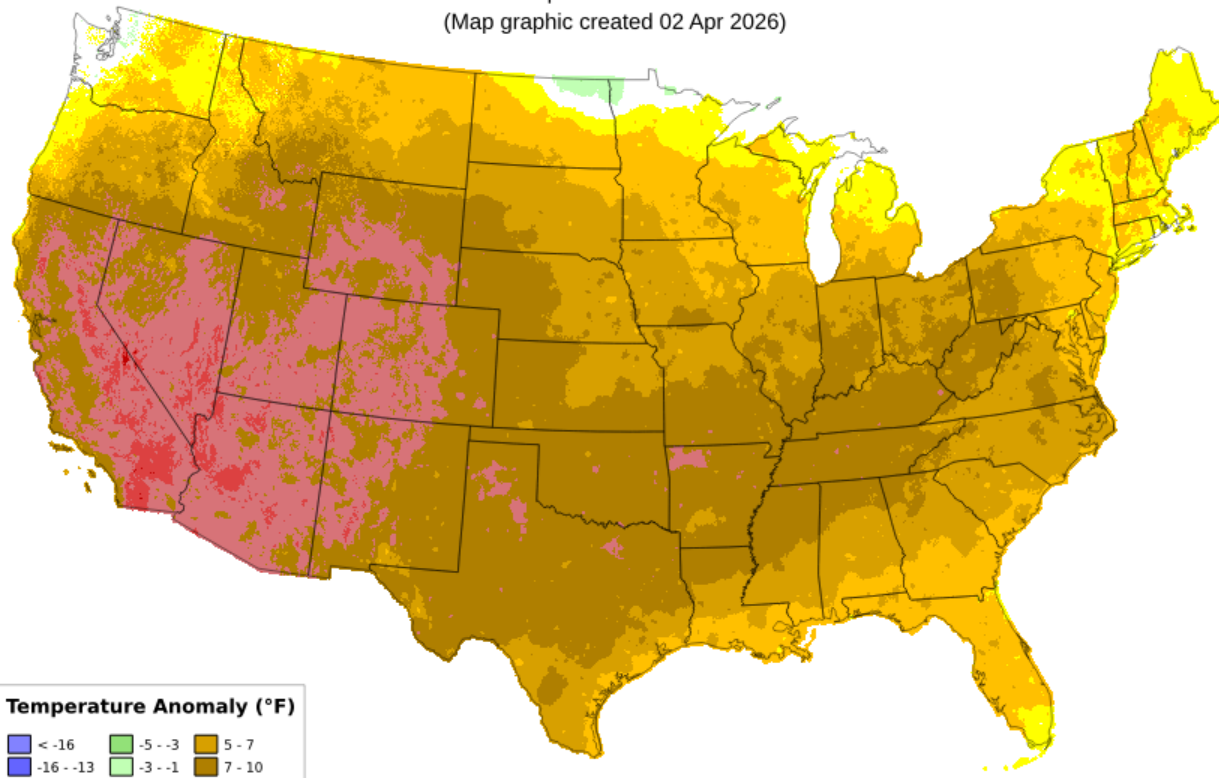 (Map graphic created 02 Apr 2026)
Temperature Anomaly (°F)
< -16 -5 - -3 5 - 7
-16 - -13 -3 - -1 7 - 10